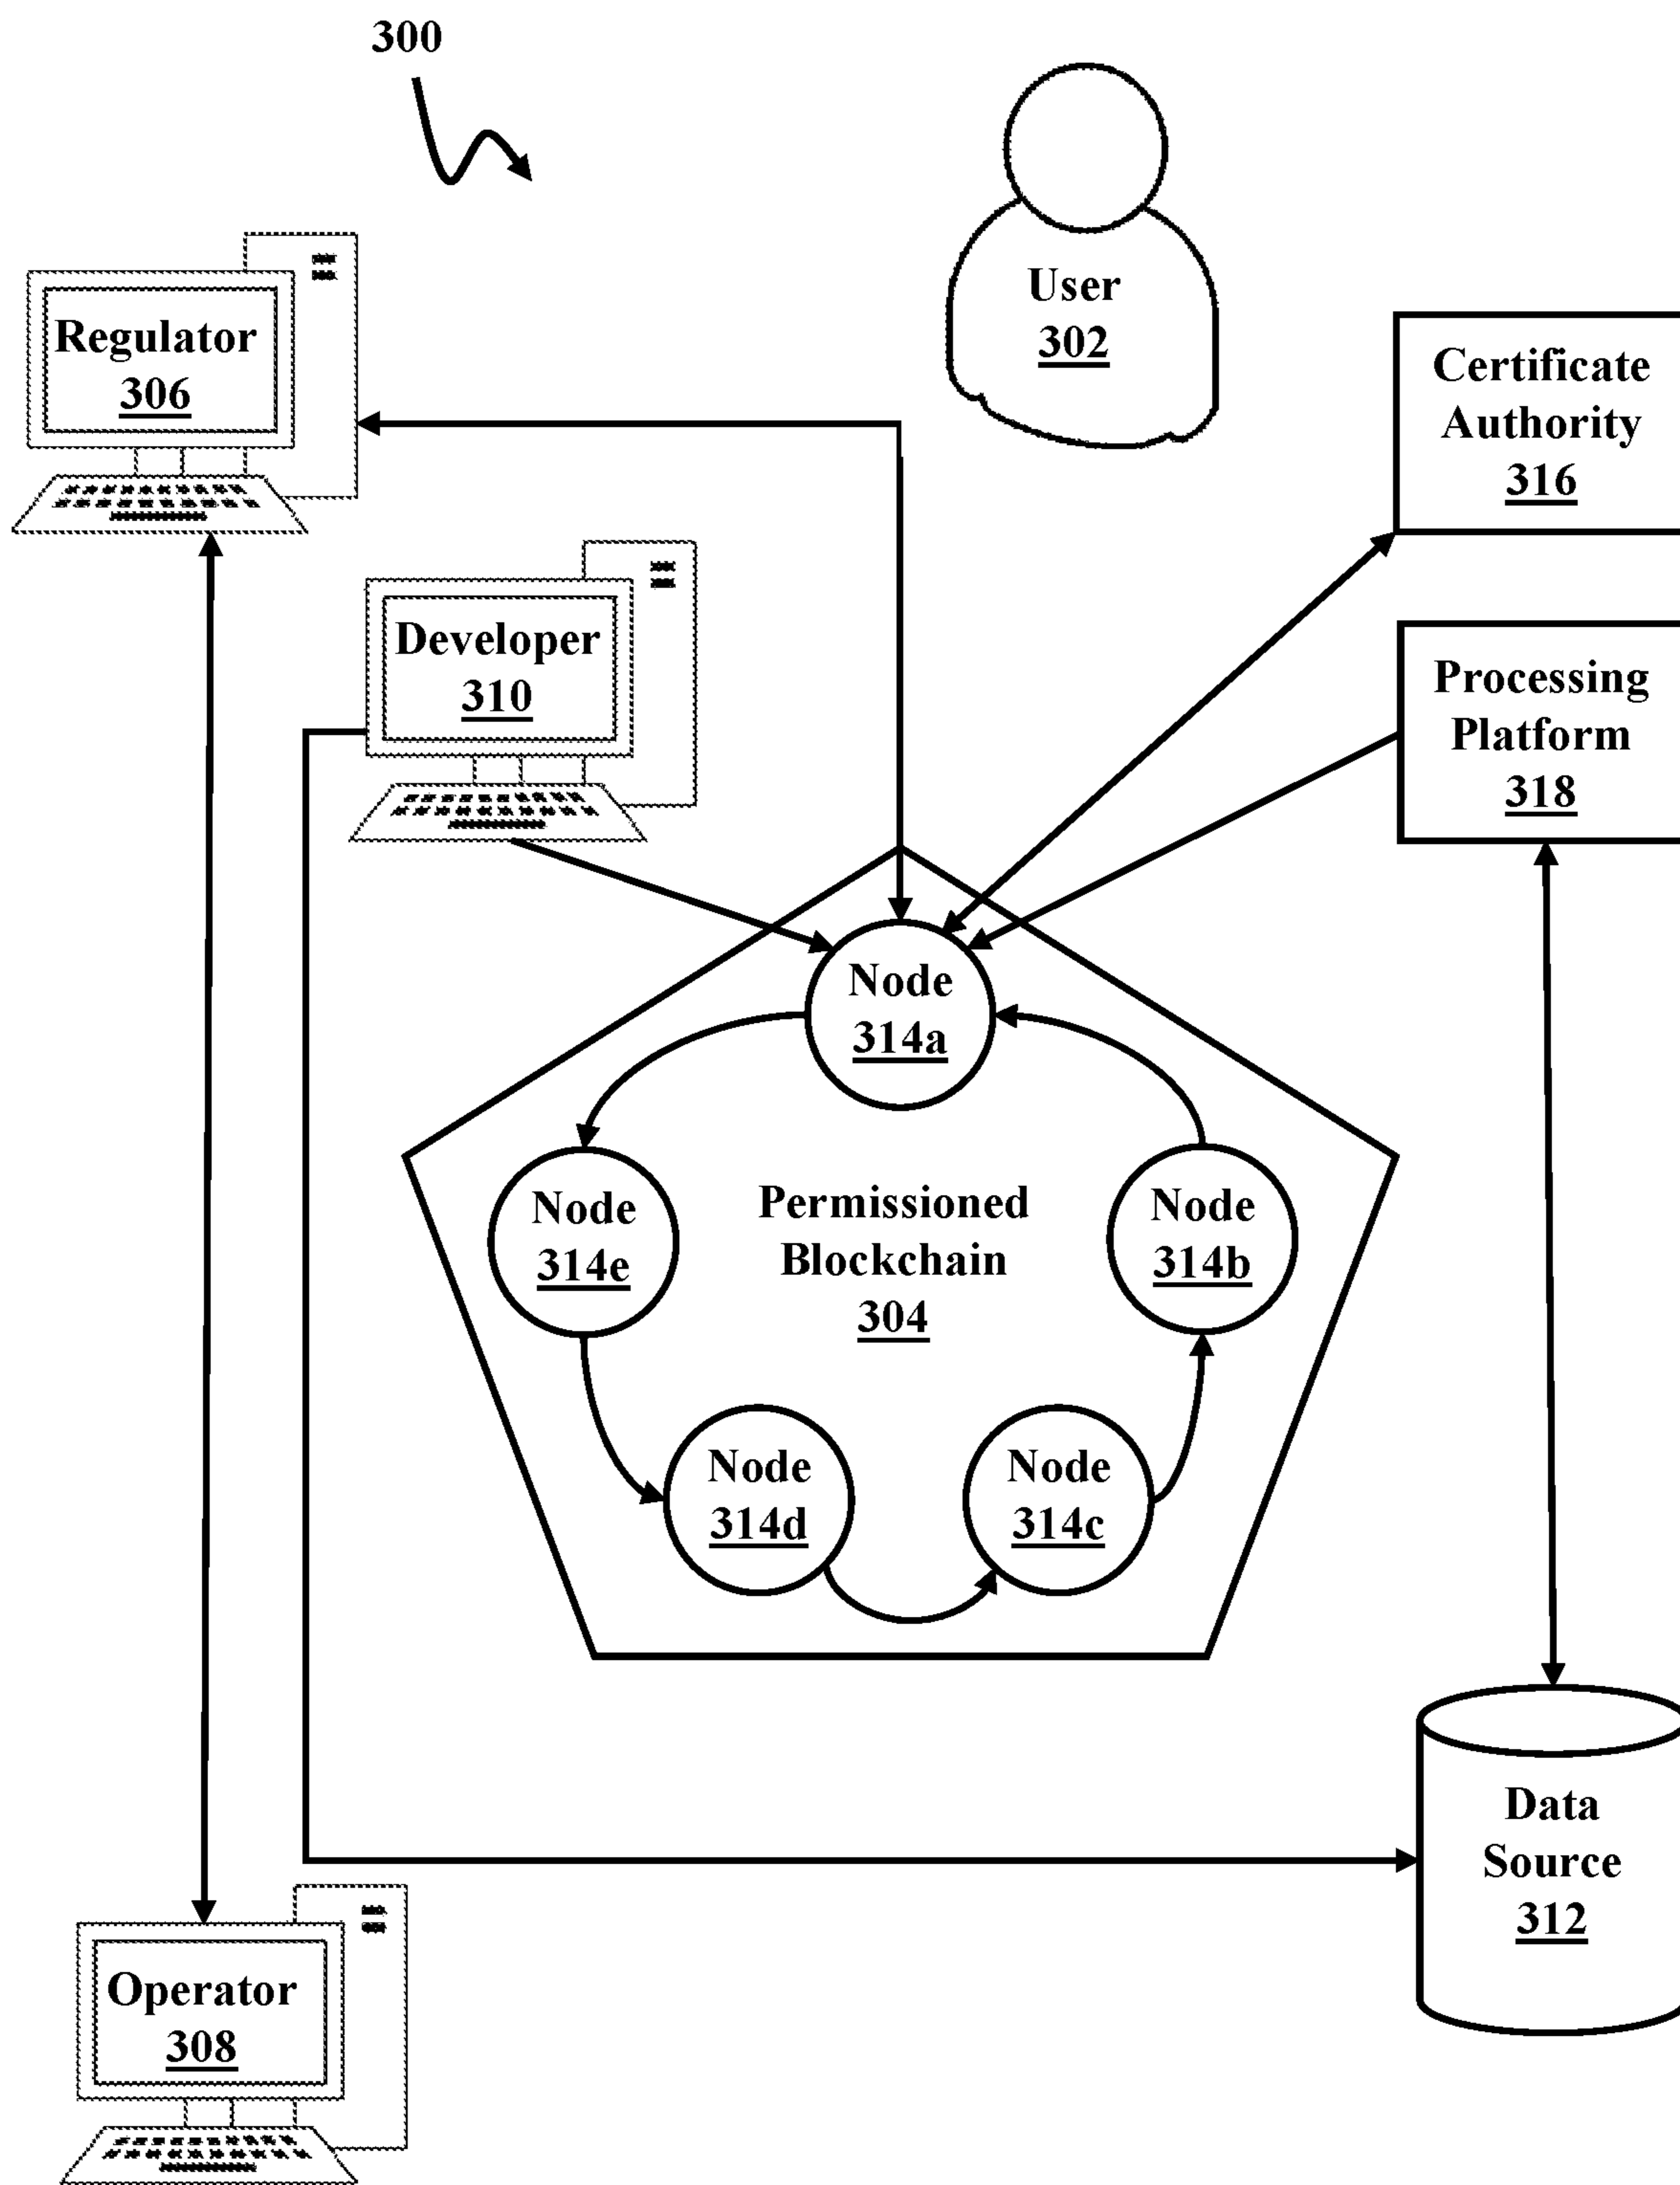 300
User
302
Regulator
306
Certificate
Authority
316
Developer
310
Processing
Platform
318
Node
314a
Node
314e
Permissioned
Blockchain
304
Node
314b
Node
314d
Node
314c
Data
Source
312
Operator
308